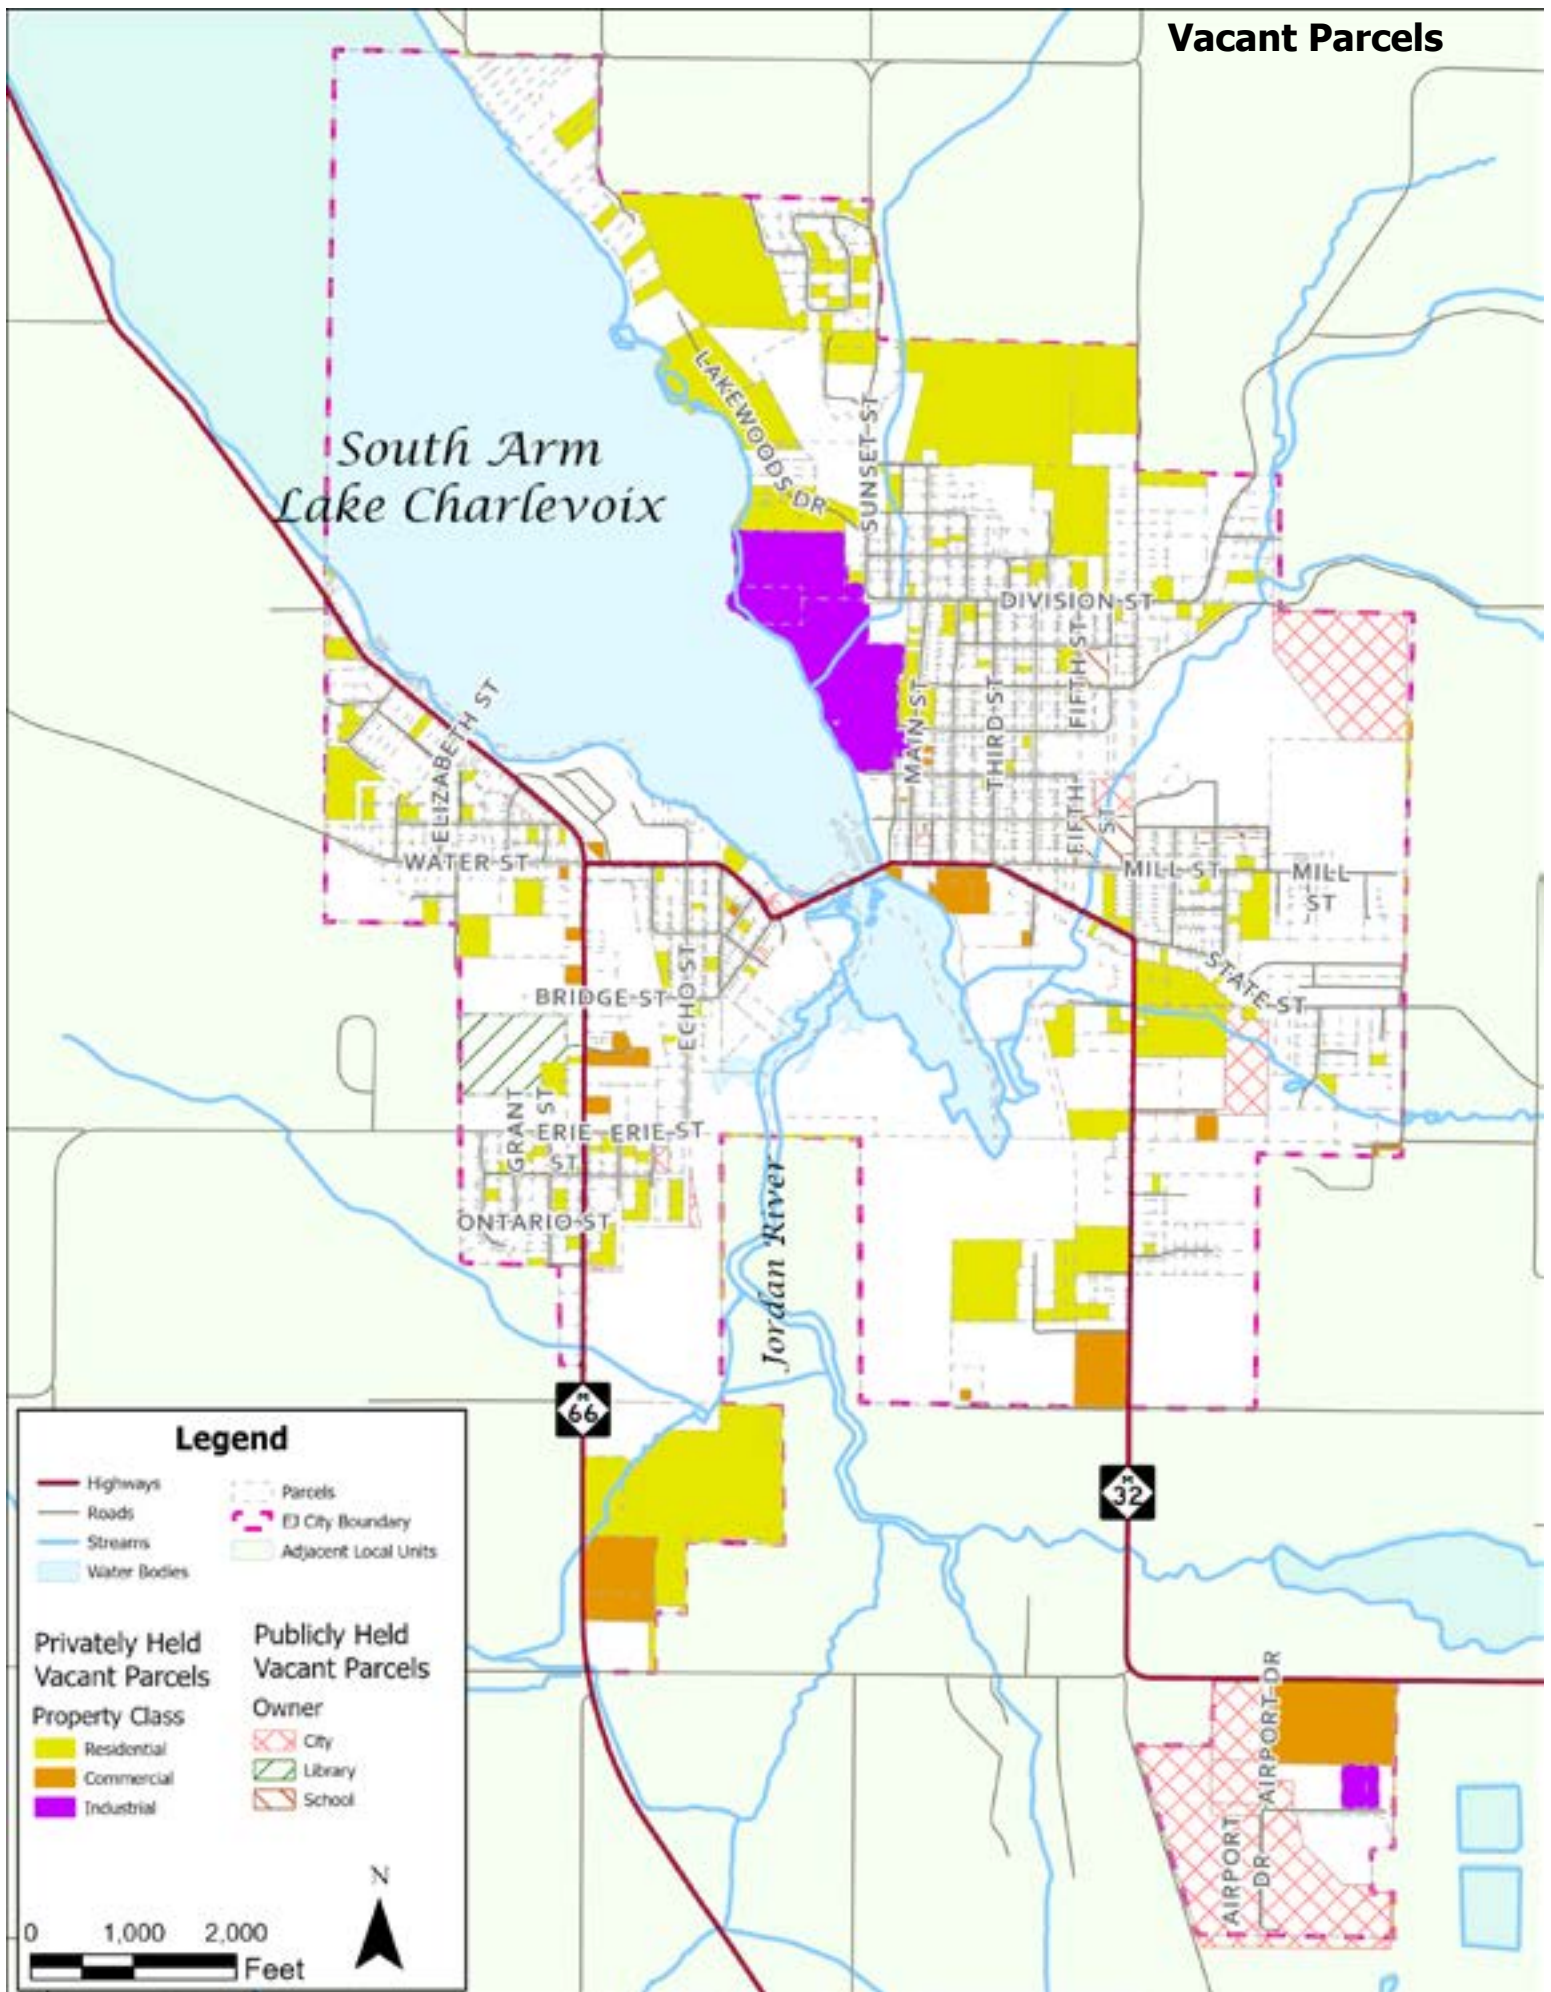 Vacant Parcels
South Arm
Lake Charlevoix
LAKEWOODS DR
SUNSET ST
DIVISION ST
FIFTH ST
MAIN ST
THIRD ST
ELIZABETH ST
FIFTH
ST
WATER ST
MILL ST
MILL
ST
STATE ST
ECHO ST
BRIDGE ST
GRANT
ST
ERIE
ST
ERIE ST
ONTARIO ST
Jordan River
M
66
M
32
AIRPORT DR
AIRPORT
DR
Legend
Highways
Roads
Streams
Water Bodies
Parcels
EJ City Boundary
Adjacent Local Units
Privately Held
Vacant Parcels
Property Class
Residential
Commercial
Industrial
Publicly Held
Vacant Parcels
Owner
City
Library
School
N
0 1,000 2,000
Feet